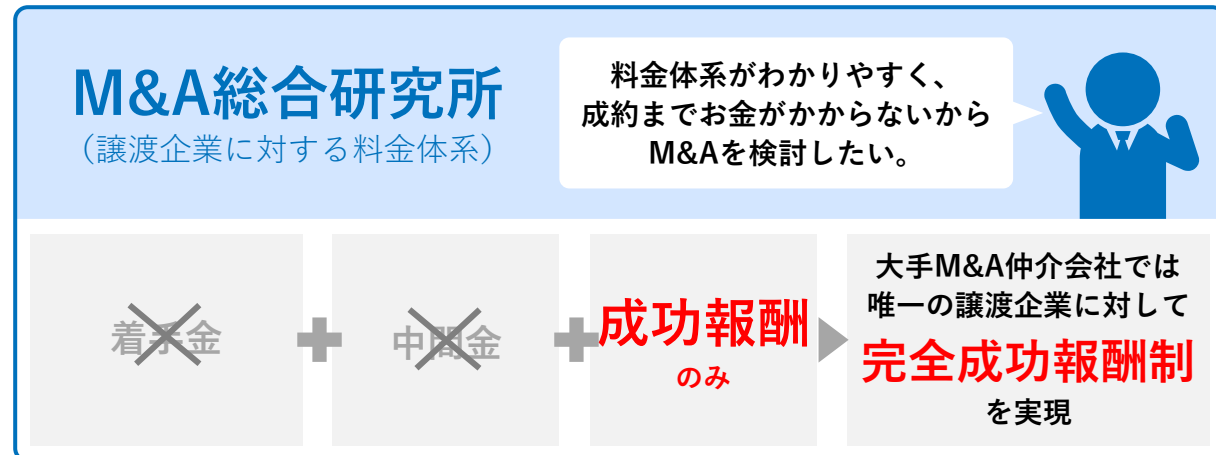 M&A総合研究所
（譲渡企業に対する料金体系）
料金体系がわかりやすく、
成約までお金がかからないから
M&Aを検討したい。
着手金
中間金
成功報酬
のみ
大手M&A仲介会社では
唯一の譲渡企業に対して
完全成功報酬制
を実現